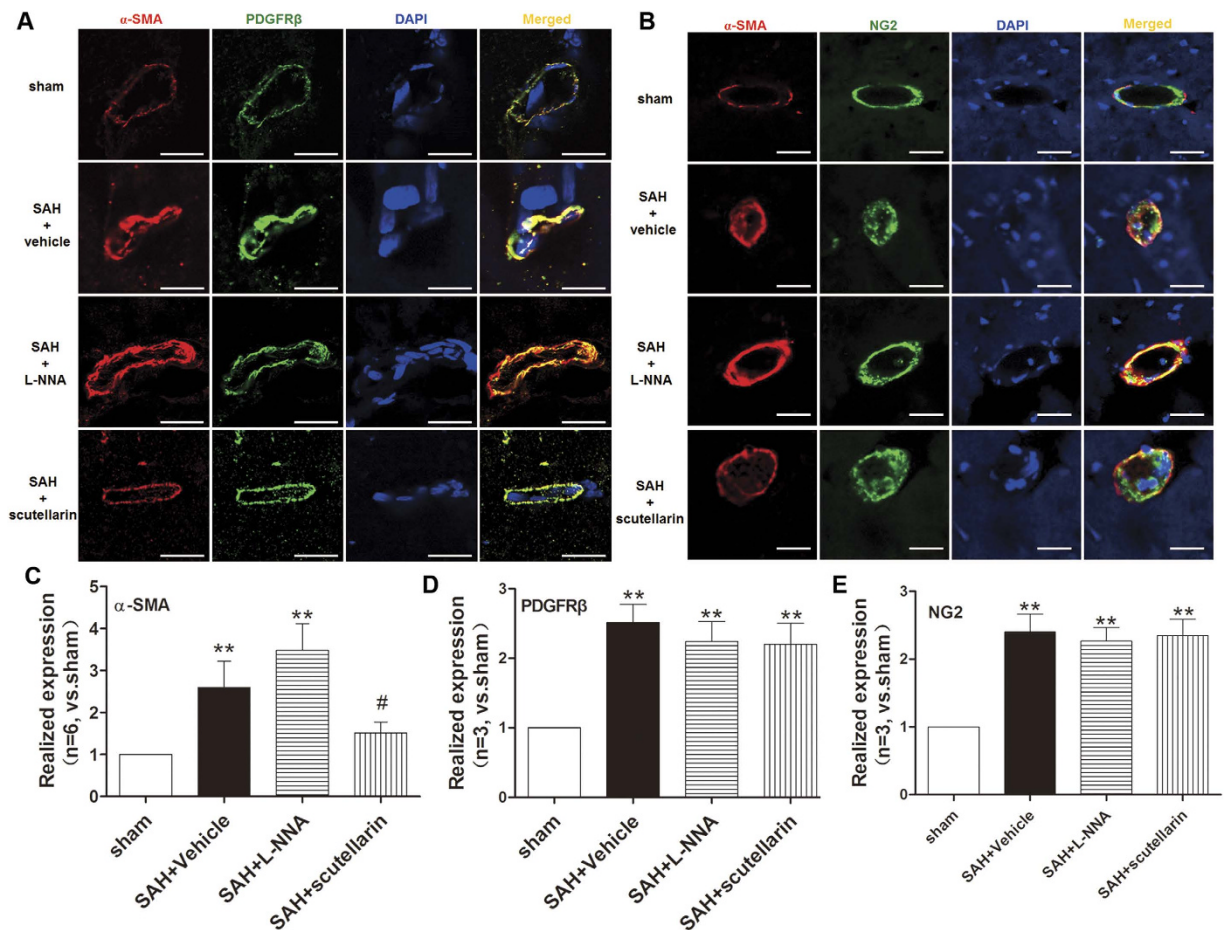 A
α-SMA PDGFRβ DAPI Merged
sham
SAH
+
vehicle
SAH
+
L-NNA
SAH
+
scutellarin
B
α-SMA NG2 DAPI Merged
sham
SAH
+
vehicle
SAH
+
L-NNA
SAH
+
scutellarin
C
α-SMA
Realized expression
(n=6, vs.sham)
5
4
3
2
1
0
**
**
#
sham
SAH+Vehicle
SAH+L-NNA
SAH+scutellarin
D
PDGFRβ
Realized expression
(n=3, vs.sham)
3
2
1
0
**
**
**
sham
SAH+Vehicle
SAH+L-NNA
SAH+scutellarin
E
NG2
Realized expression
(n=3, vs.sham)
3
2
1
0
**
**
**
sham
SAH+Vehicle
SAH+L-NNA
SAH+scutellarin